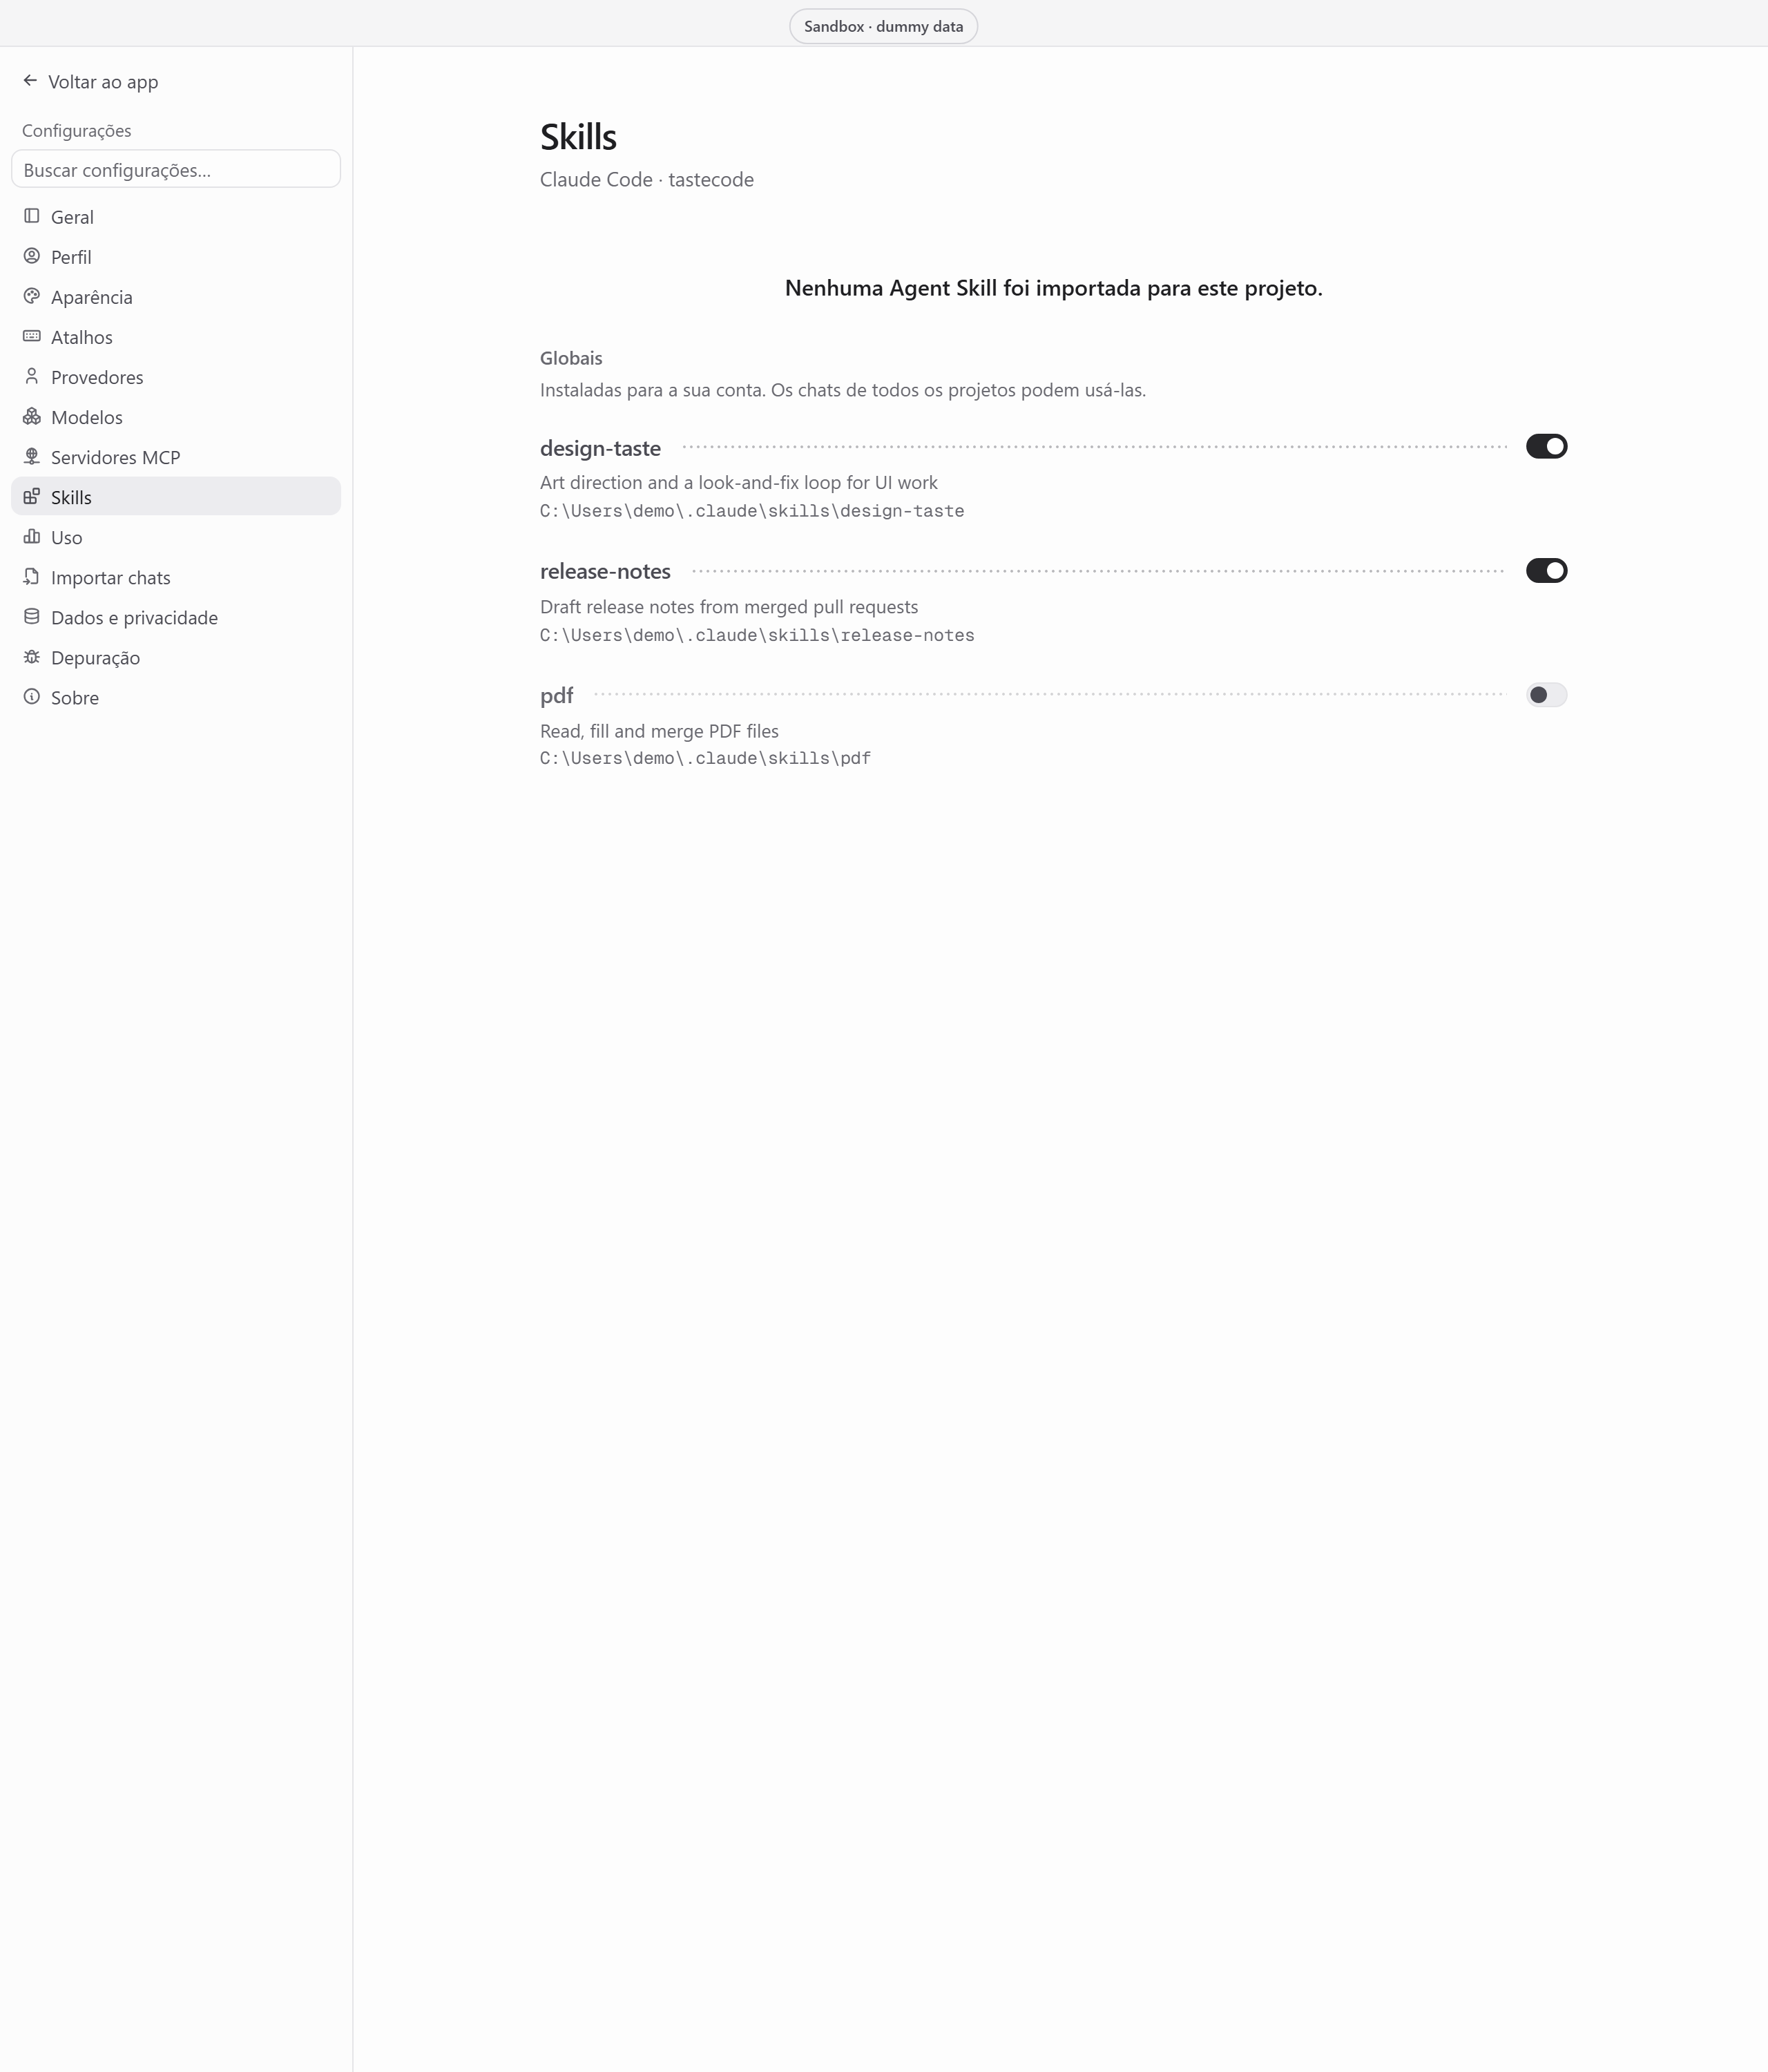 Sandbox · dummy data
Voltar ao app
Configurações
Buscar configurações...
Geral
Perfil
Aparência
Atalhos
Provedores
Modelos
Servidores MCP
Skills
Uso
Importar chats
Dados e privacidade
Depuração
Sobre
Skills
Claude Code · tastecode
Nenhuma Agent Skill foi importada para este projeto.
Globais
Instaladas para a sua conta. Os chats de todos os projetos podem usá-las.
design-taste
Art direction and a look-and-fix loop for UI work
C:\Users\demo\.claude\skills\design-taste
release-notes
Draft release notes from merged pull requests
C:\Users\demo\.claude\skills\release-notes
pdf
Read, fill and merge PDF files
C:\Users\demo\.claude\skills\pdf